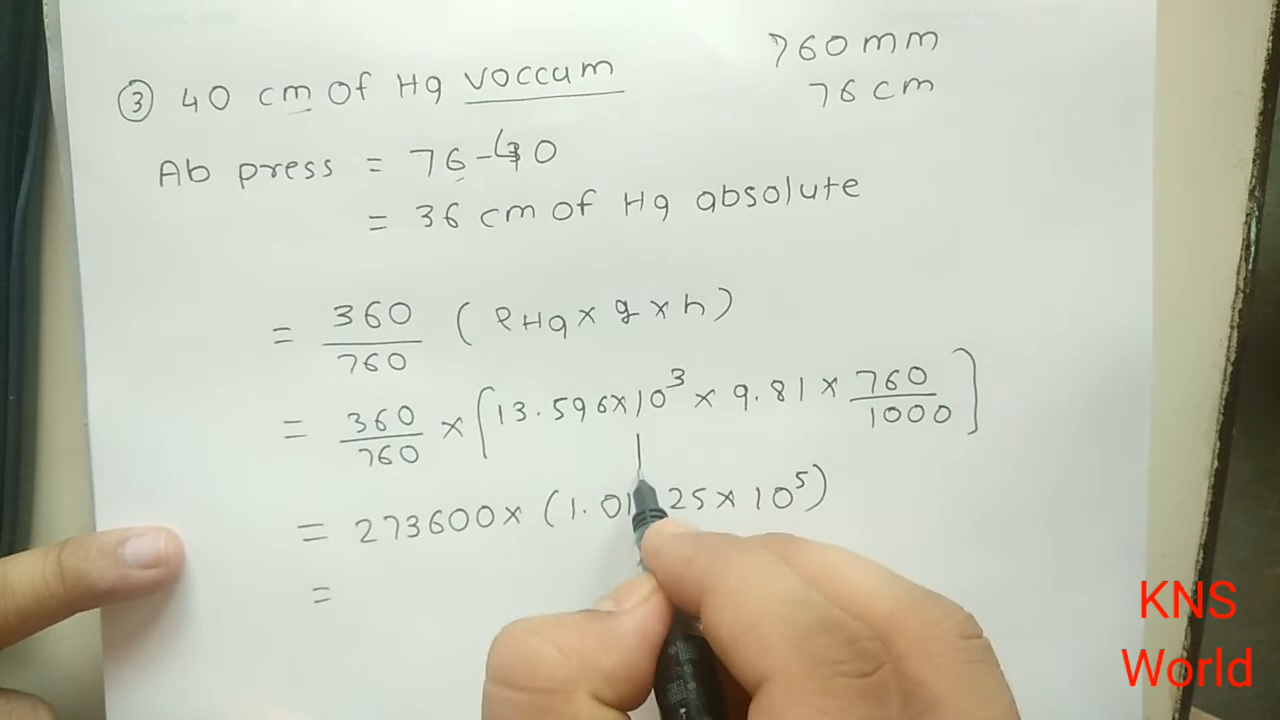 760 mm
76 cm
③ 40 cm of Hg voccum
Ab press = 76-40
= 36 cm of Hg absolute
= 360/760 (ρHg × g × h)
= 360/760 × [13.596×10³ × 9.81 × 760/1000]
= 273600 × (1.01 25 × 10⁵)
=
KNS
World